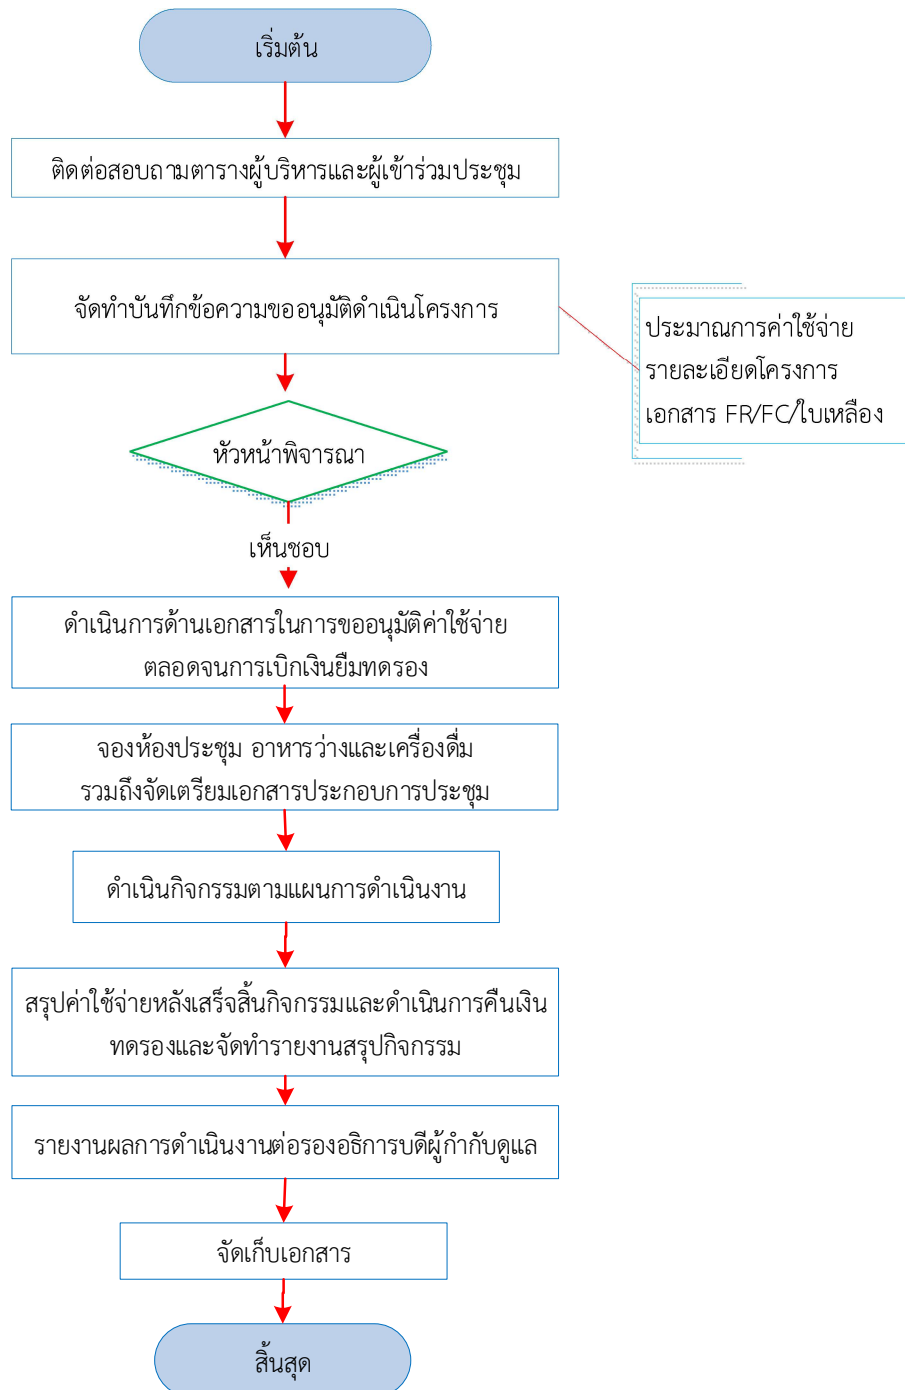 เริ่มต้น
ติดต่อสอบถามตารางผู้บริหารและผู้เข้าร่วมประชุม
จัดทำบันทึกข้อความขออนุมัติดำเนินโครงการ
ประมาณการค่าใช้จ่าย
รายละเอียดโครงการ
เอกสาร FR/FC/ใบเหลือง
หัวหน้าพิจารณา
เห็นชอบ
ดำเนินการด้านเอกสารในการขออนุมัติค่าใช้จ่าย
ตลอดจนการเบิกเงินยืมทดรอง
จองห้องประชุม อาหารว่างและเครื่องดื่ม
รวมถึงจัดเตรียมเอกสารประกอบการประชุม
ดำเนินกิจกรรมตามแผนการดำเนินงาน
สรุปค่าใช้จ่ายหลังเสร็จสิ้นกิจกรรมและดำเนินการคืนเงิน
ทดรองและจัดทำรายงานสรุปกิจกรรม
รายงานผลการดำเนินงานต่อรองอธิการบดีผู้กำกับดูแล
จัดเก็บเอกสาร
สิ้นสุด